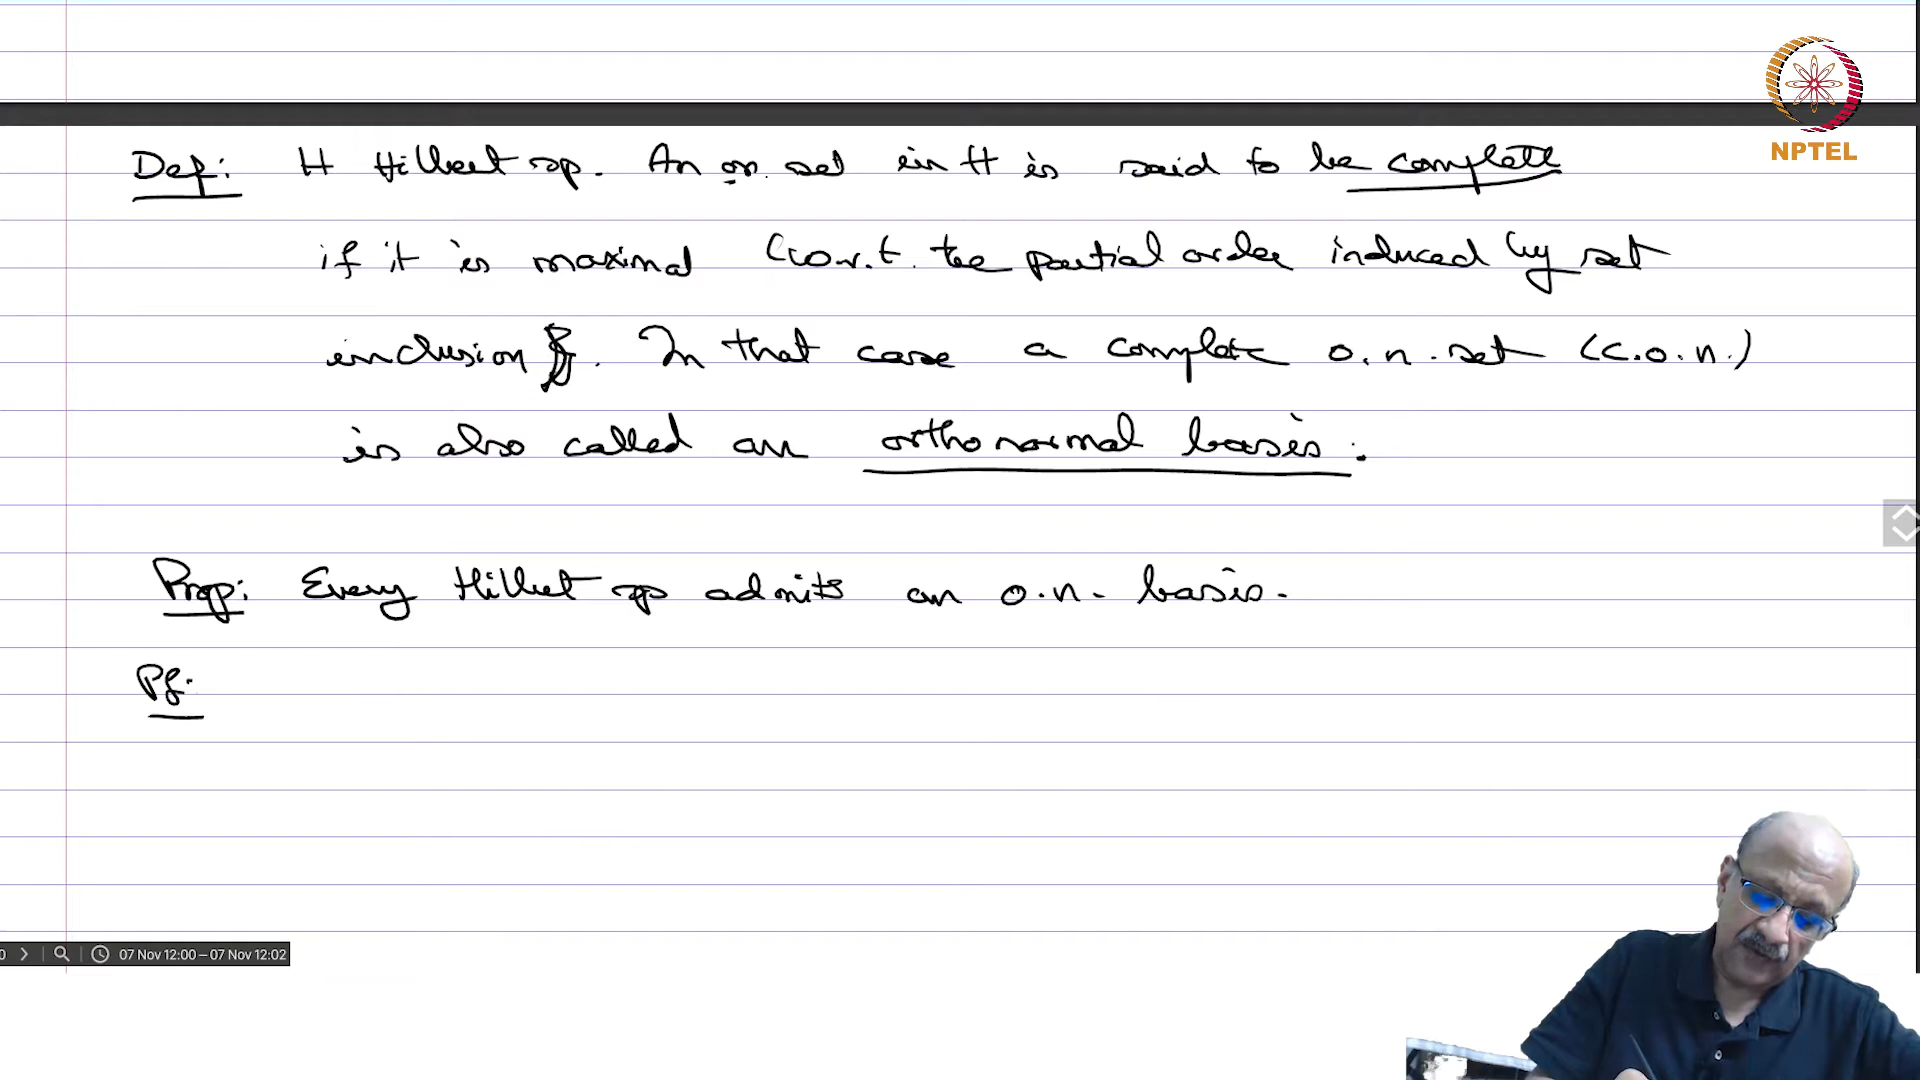 NPTEL
Def: H Hilbert sp. An o.n. set in H is said to be complete
if it is maximal (w.r.t. the partial order induced by set
inclusion). In that case a complete o.n. set (c.o.n.)
is also called an orthonormal basis.
Prop: Every Hilbert sp admits an o.n. basis.
Pf:
0 07 Nov 12:00 – 07 Nov 12:02